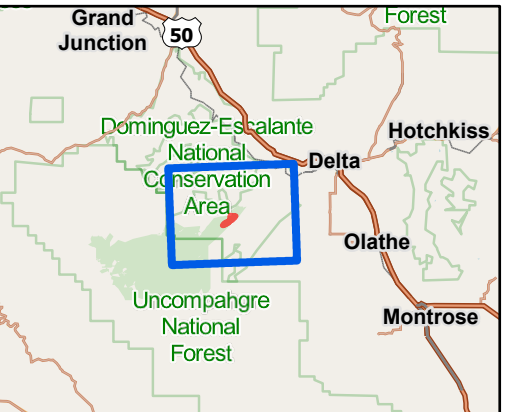 Grand
Junction
50
Forest
Dominguez-Escalante
National
Conservation
Area
Hotchkiss
Delta
Olathe
Uncompahgre
National
Forest
Montrose